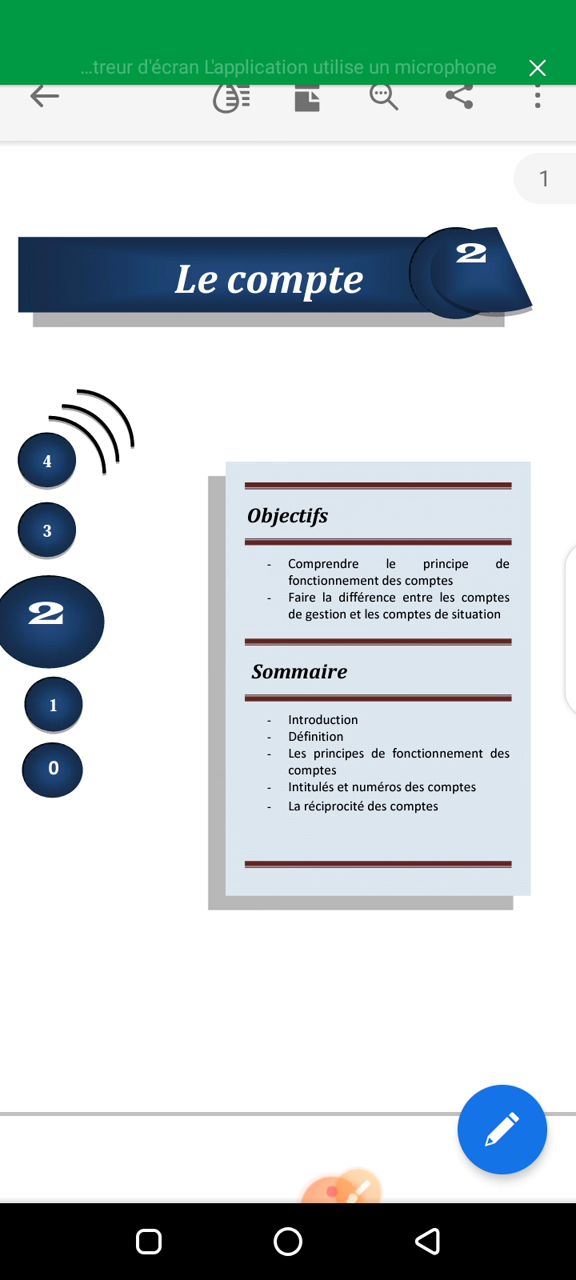 ...treur d'écran L'application utilise un microphone
1
Le compte
2
4
3
2
1
0
Objectifs
- Comprendre le principe de
fonctionnement des comptes
- Faire la différence entre les comptes
de gestion et les comptes de situation
Sommaire
- Introduction
- Définition
- Les principes de fonctionnement des
comptes
- Intitulés et numéros des comptes
- La réciprocité des comptes